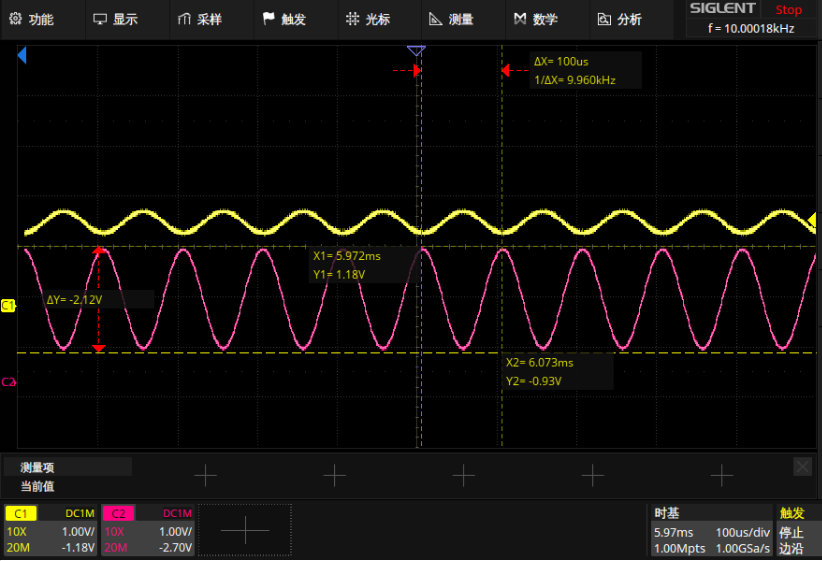 功能 显示 采样 触发 光标 测量 数学 分析 SIGLENT Stop
f = 10.00018kHz
ΔX= 100us
1/ΔX= 9.960kHz
X1= 5.972ms
Y1= 1.18V
ΔY= -2.12V
C1
X2= 6.073ms
Y2= -0.93V
C2
测量项
当前值
C1 DC1M C2 DC1M 时基 触发
10X 1.00V/ 10X 1.00V/ 5.97ms 100us/div 停止
20M -1.18V 20M -2.70V 1.00Mpts 1.00GSa/s 边沿